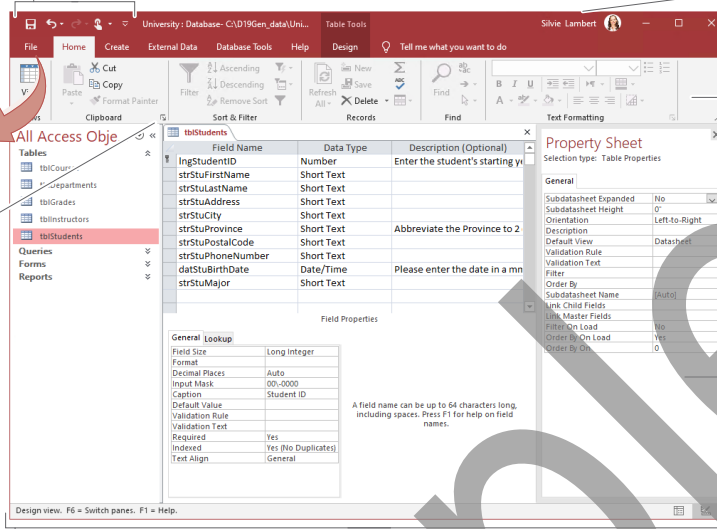 University : Database- C:\D19Gen_data\Uni...
Table Tools
Silvie Lambert
File Home Create External Data Database Tools Help Design Tell me what you want to do
Paste
Cut
Copy
Format Painter
Clipboard
Filter
Ascending
Descending
Remove Sort
Sort & Filter
Refresh
All
New
Save
Delete
Records
Find
Find
B I U
Text Formatting
All Access Obje
Tables
tblGrades
tblInstructors
tblStudents
Queries
Forms
Reports
tblStudents
Field Name Data Type Description (Optional)
lngStudentID Number Enter the student's starting ye
strStuFirstName Short Text
strStuLastName Short Text
strStuAddress Short Text
strStuCity Short Text
strStuProvince Short Text Abbreviate the Province to 2
strStuPostalCode Short Text
strStuPhoneNumber Short Text
datStuBirthDate Date/Time Please enter the date in a mn
strStuMajor Short Text
Field Properties
General Lookup
Field Size Long Integer
Format
Decimal Places Auto
Input Mask 00\-0000
Caption Student ID
Default Value
Validation Rule
Validation Text
Required Yes
Indexed Yes (No Duplicates)
Text Align General
A field name can be up to 64 characters long,
including spaces. Press F1 for help on field
names.
Property Sheet
Selection type: Table Properties
General
Subdatasheet Expanded No
Subdatasheet Height 0"
Orientation Left-to-Right
Description
Default View Datasheet
Validation Rule
Validation Text
Filter
Order By
Subdatasheet Name [Auto]
Link Child Fields
Link Master Fields
Filter On Load No
Order By On Load Yes
Order By On 0
Design view. F6 = Switch panes. F1 = Help.